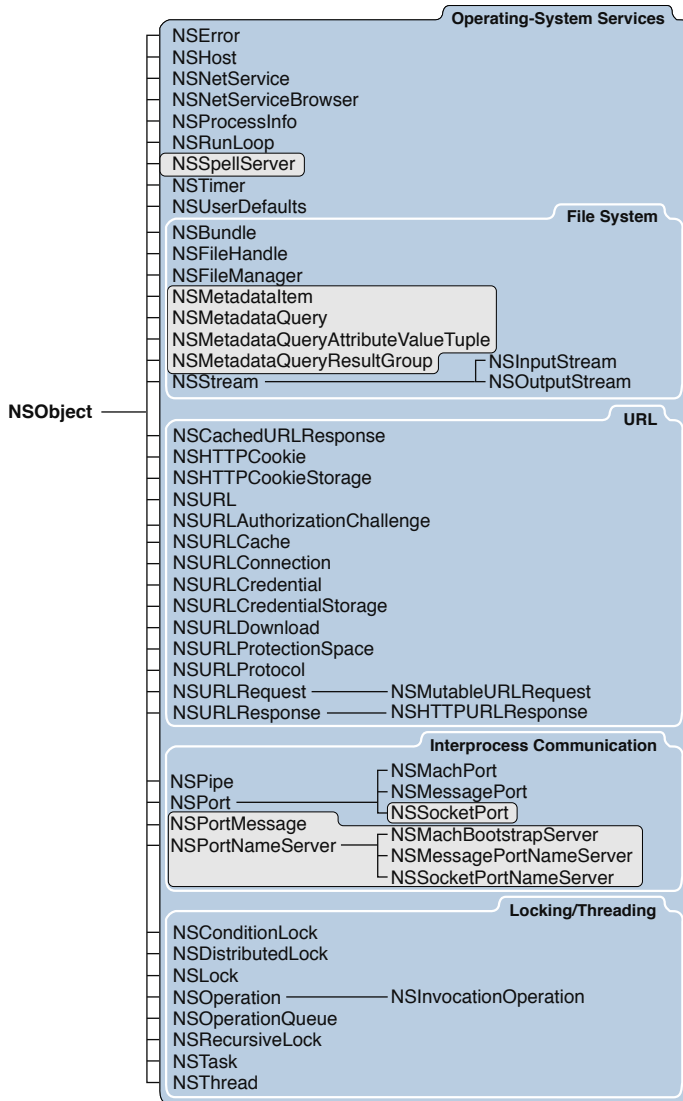 Operating-System Services
NSError
NSHost
NSNetService
NSNetServiceBrowser
NSProcessInfo
NSRunLoop
NSSpellServer
NSTimer
NSUserDefaults
File System
NSBundle
NSFileHandle
NSFileManager
NSMetadataItem
NSMetadataQuery
NSMetadataQueryAttributeValueTuple
NSMetadataQueryResultGroup NSInputStream
NSStream NSOutputStream
NSObject
URL
NSCachedURLResponse
NSHTTPCookie
NSHTTPCookieStorage
NSURL
NSURLAuthorizationChallenge
NSURLCache
NSURLConnection
NSURLCredential
NSURLCredentialStorage
NSURLDownload
NSURLProtectionSpace
NSURLProtocol
NSURLRequest NSMutableURLRequest
NSURLResponse NSHTTPURLResponse
Interprocess Communication
NSMachPort
NSPipe
NSMessagePort
NSPort
NSSocketPort
NSPortMessage
NSMachBootstrapServer
NSPortNameServer
NSMessagePortNameServer
NSSocketPortNameServer
Locking/Threading
NSConditionLock
NSDistributedLock
NSLock
NSOperation NSInvocationOperation
NSOperationQueue
NSRecursiveLock
NSTask
NSThread